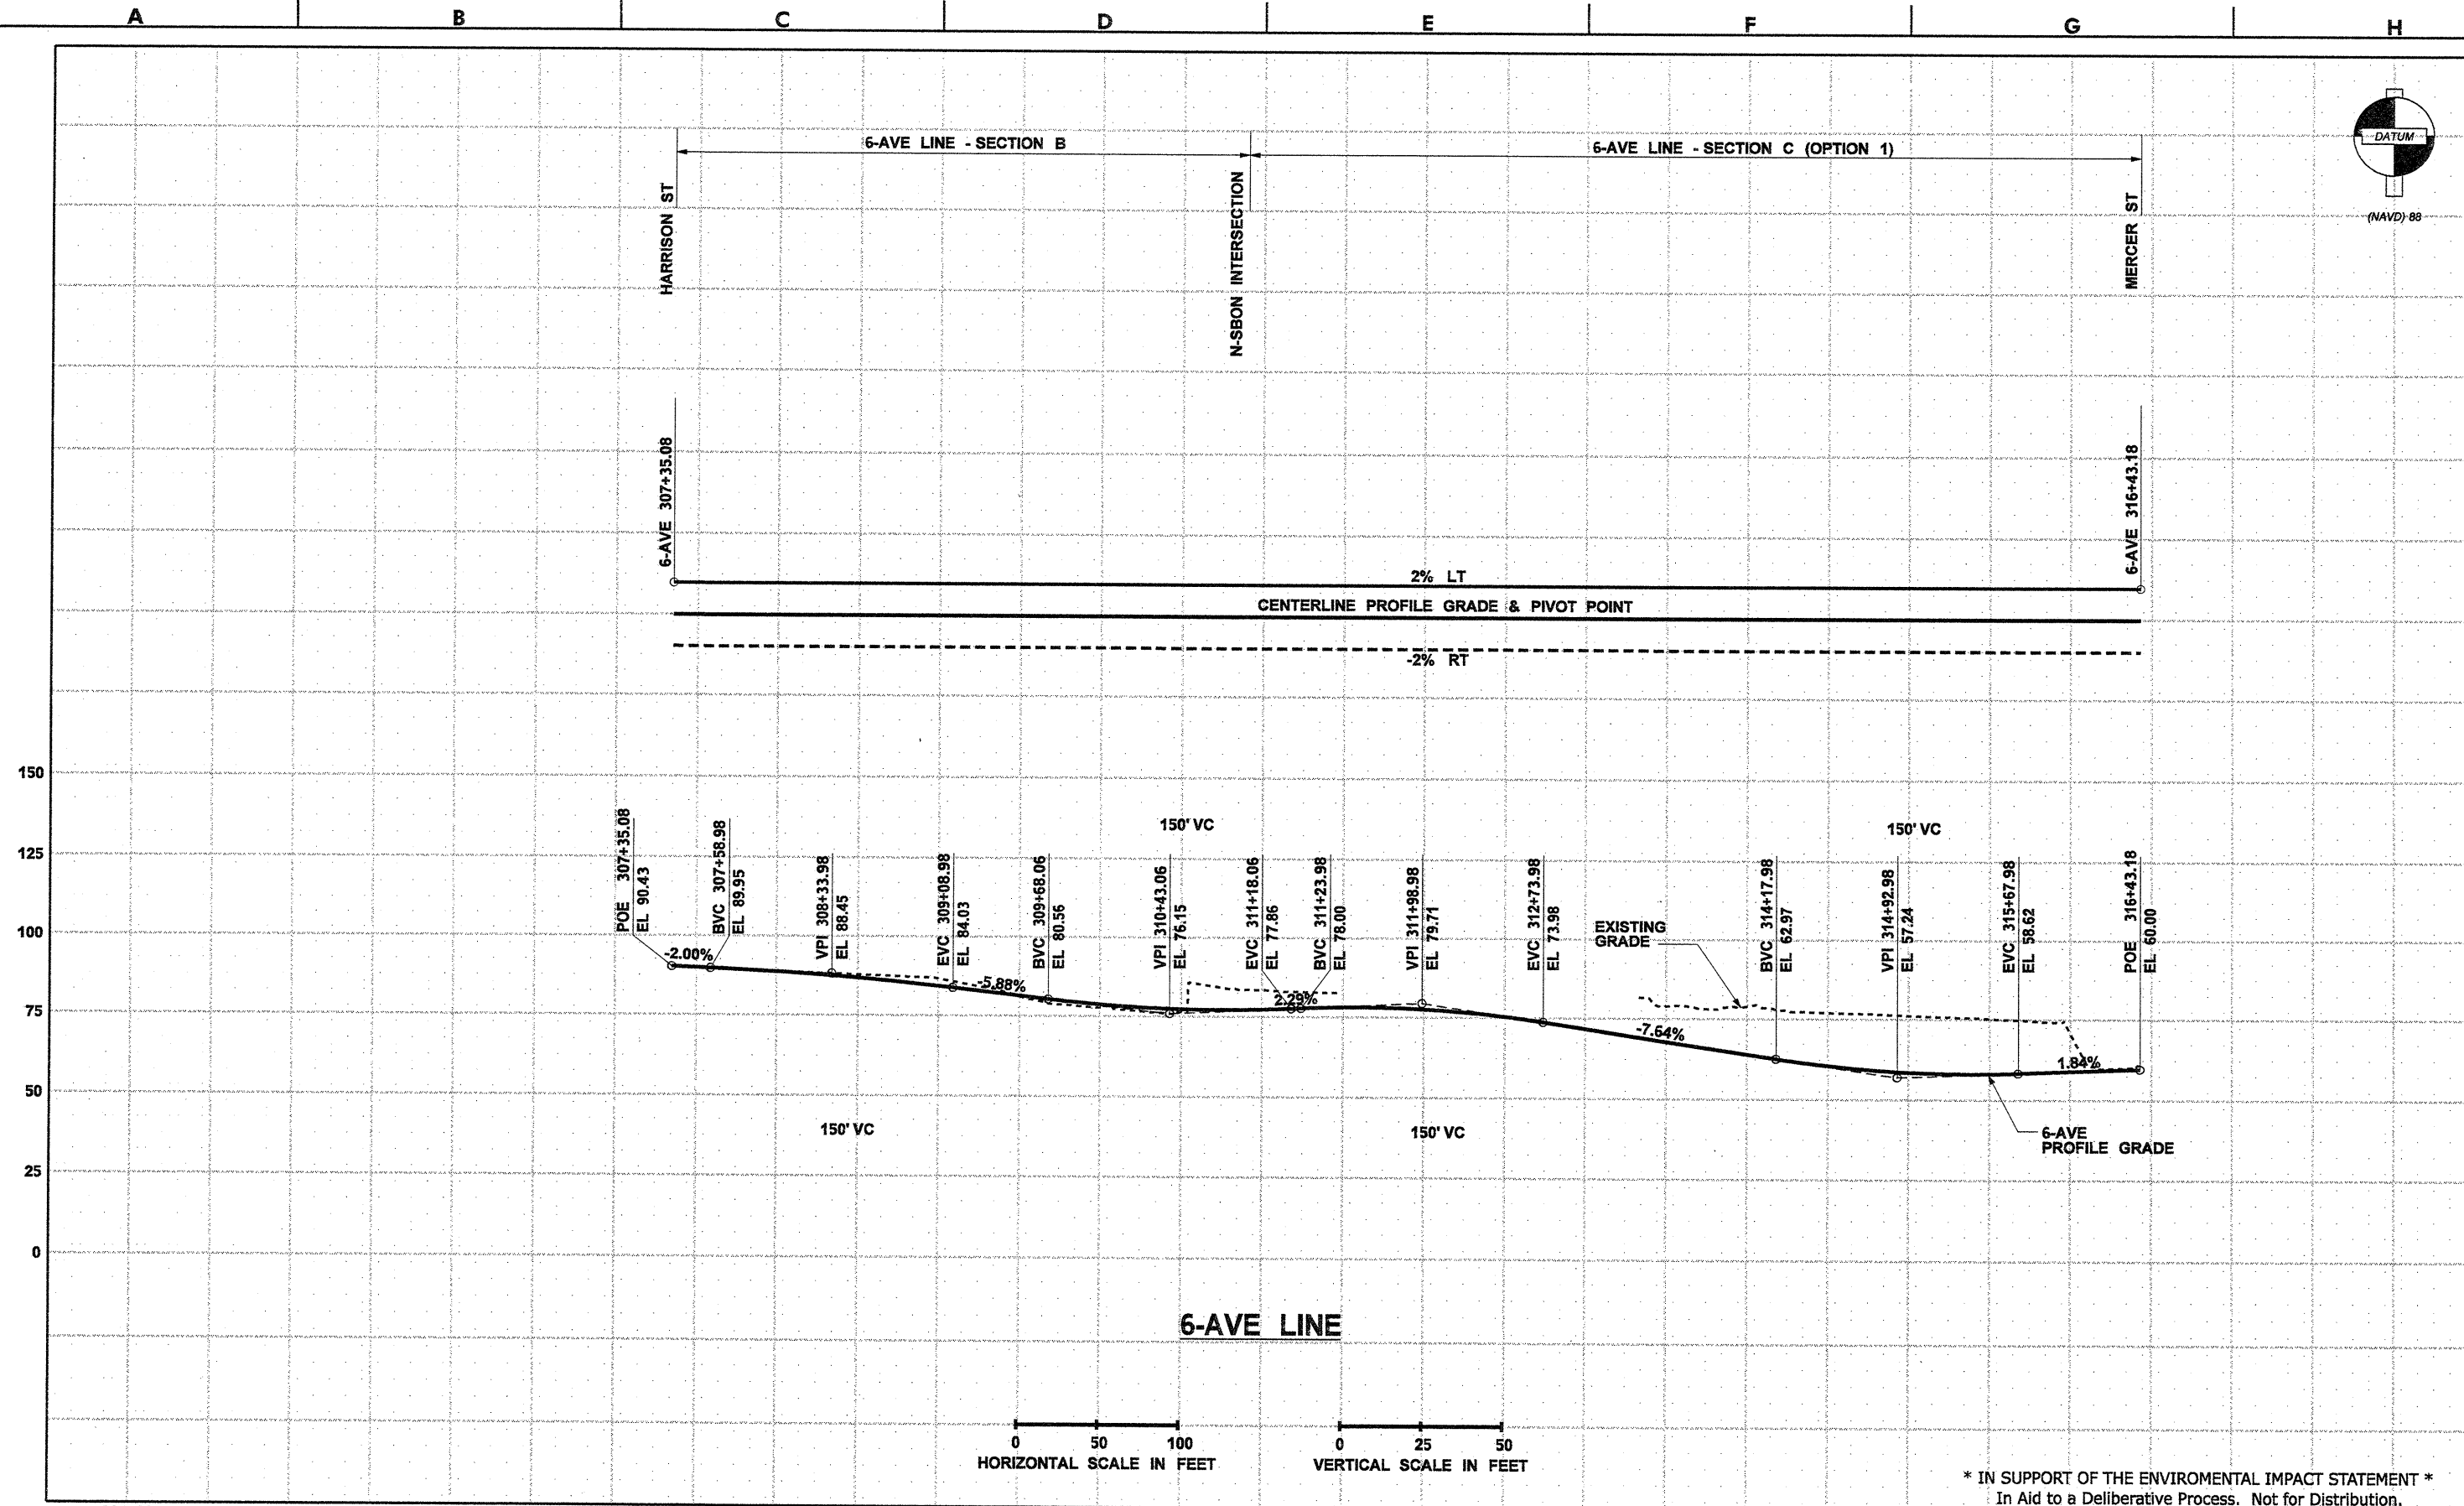 A B C D E F G H
6-AVE LINE - SECTION B
6-AVE LINE - SECTION C (OPTION 1)
DATUM
(NAVD) 88
HARRISON ST
N-SBON INTERSECTION
MERCER ST
6-AVE 307+35.08
6-AVE 316+43.18
2% LT
CENTERLINE PROFILE GRADE & PIVOT POINT
-2% RT
150
125
100
75
50
25
0
150' VC
150' VC
POE 307+35.08
EL 90.43
BVC 307+58.98
EL 89.95
VPI 308+33.98
EL 88.45
EVC 309+08.98
EL 84.03
BVC 309+68.06
EL 80.56
VPI 310+43.06
EL 76.15
EVC 311+18.06
EL 77.86
BVC 311+23.98
EL 78.00
VPI 311+98.98
EL 79.71
EVC 312+73.98
EL 73.98
EXISTING
GRADE
BVC 314+17.98
EL 62.97
VPI 314+92.98
EL 57.24
EVC 315+67.98
EL 58.62
POE 316+43.18
EL 60.00
-2.00%
-5.88%
2.29%
-7.64%
1.84%
150' VC
150' VC
6-AVE
PROFILE GRADE
6-AVE LINE
0 50 100
HORIZONTAL SCALE IN FEET
0 25 50
VERTICAL SCALE IN FEET
* IN SUPPORT OF THE ENVIROMENTAL IMPACT STATEMENT *
In Aid to a Deliberative Process. Not for Distribution.